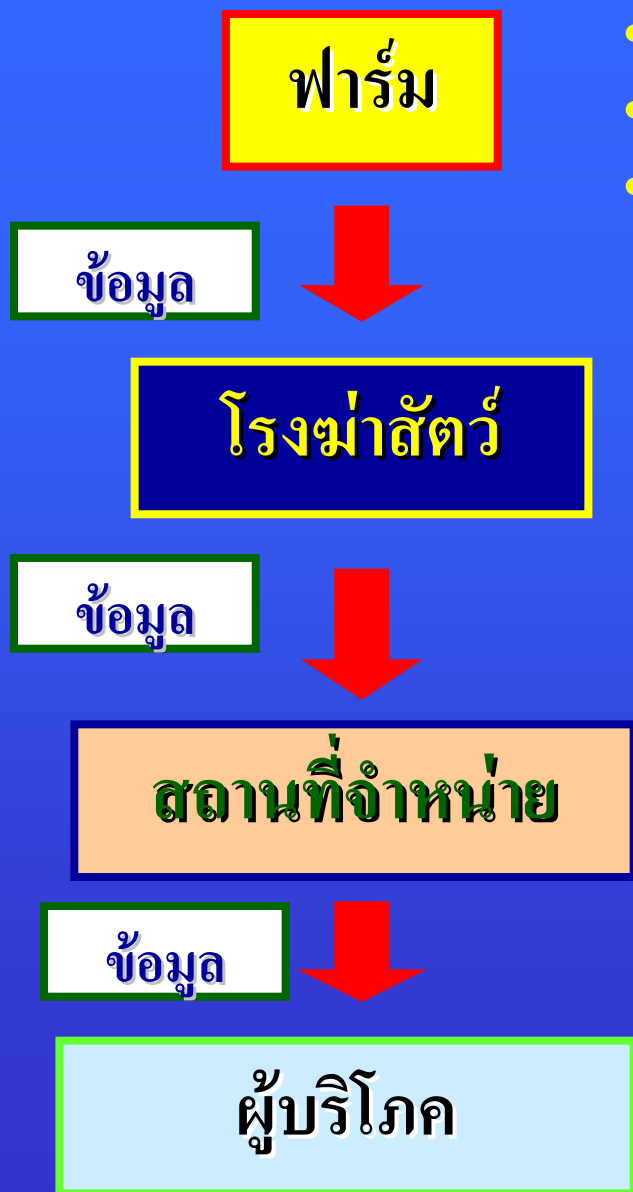 ฟาร์ม
ข้อมูล
โรงฆ่าสัตว์
ข้อมูล
สถานที่จำหน่าย
ข้อมูล
ผู้บริโภค